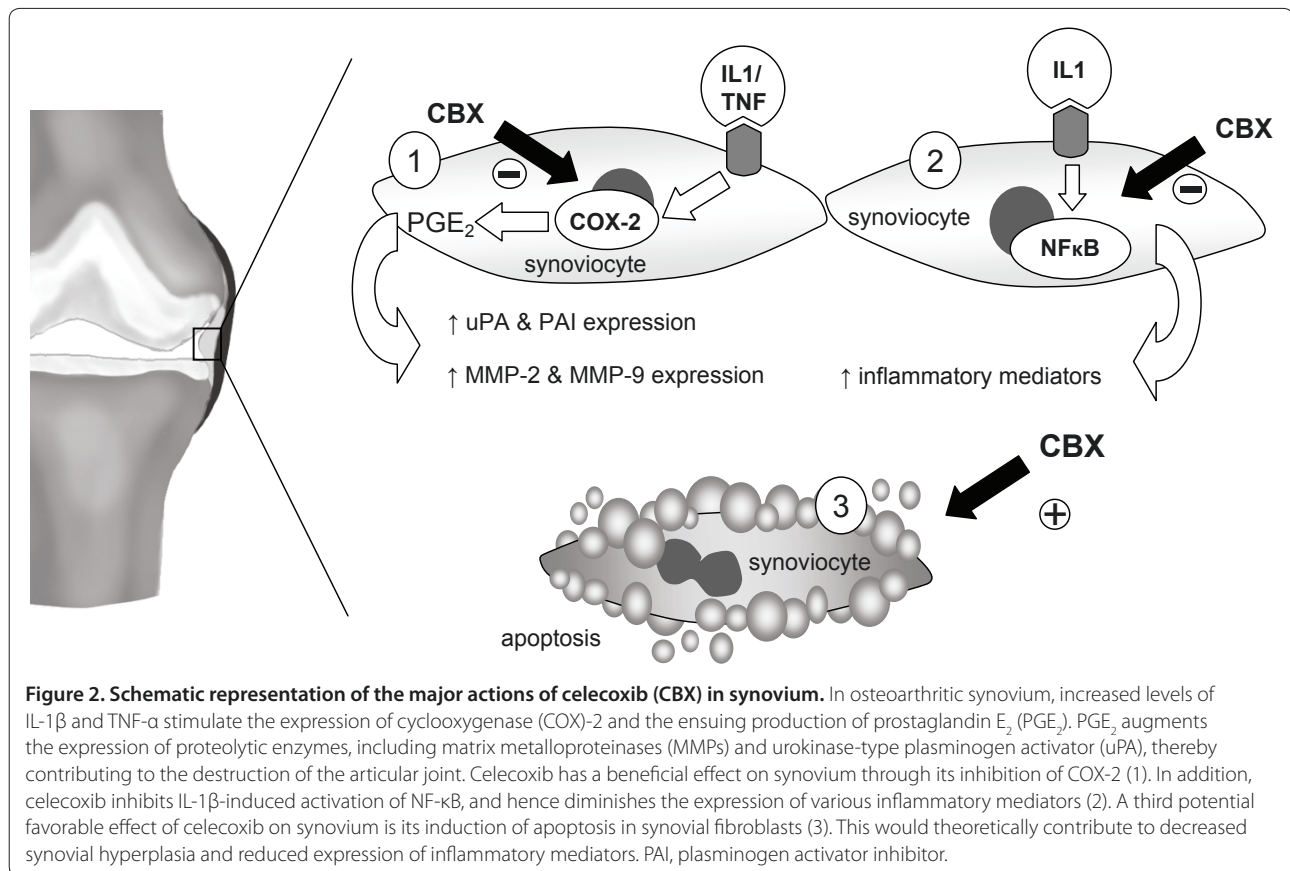 IL1/
TNF
IL1
CBX
CBX
1
2
synoviocyte
PGE₂
COX-2
NFκB
synoviocyte
↑ uPA & PAI expression
↑ MMP-2 & MMP-9 expression
↑ inflammatory mediators
CBX
3
synoviocyte
apoptosis
Figure 2. Schematic representation of the major actions of celecoxib (CBX) in synovium. In osteoarthritic synovium, increased levels of
IL-1β and TNF-α stimulate the expression of cyclooxygenase (COX)-2 and the ensuing production of prostaglandin E₂ (PGE₂). PGE₂ augments
the expression of proteolytic enzymes, including matrix metalloproteinases (MMPs) and urokinase-type plasminogen activator (uPA), thereby
contributing to the destruction of the articular joint. Celecoxib has a beneficial effect on synovium through its inhibition of COX-2 (1). In addition,
celecoxib inhibits IL-1β-induced activation of NF-κB, and hence diminishes the expression of various inflammatory mediators (2). A third potential
favorable effect of celecoxib on synovium is its induction of apoptosis in synovial fibroblasts (3). This would theoretically contribute to decreased
synovial hyperplasia and reduced expression of inflammatory mediators. PAI, plasminogen activator inhibitor.